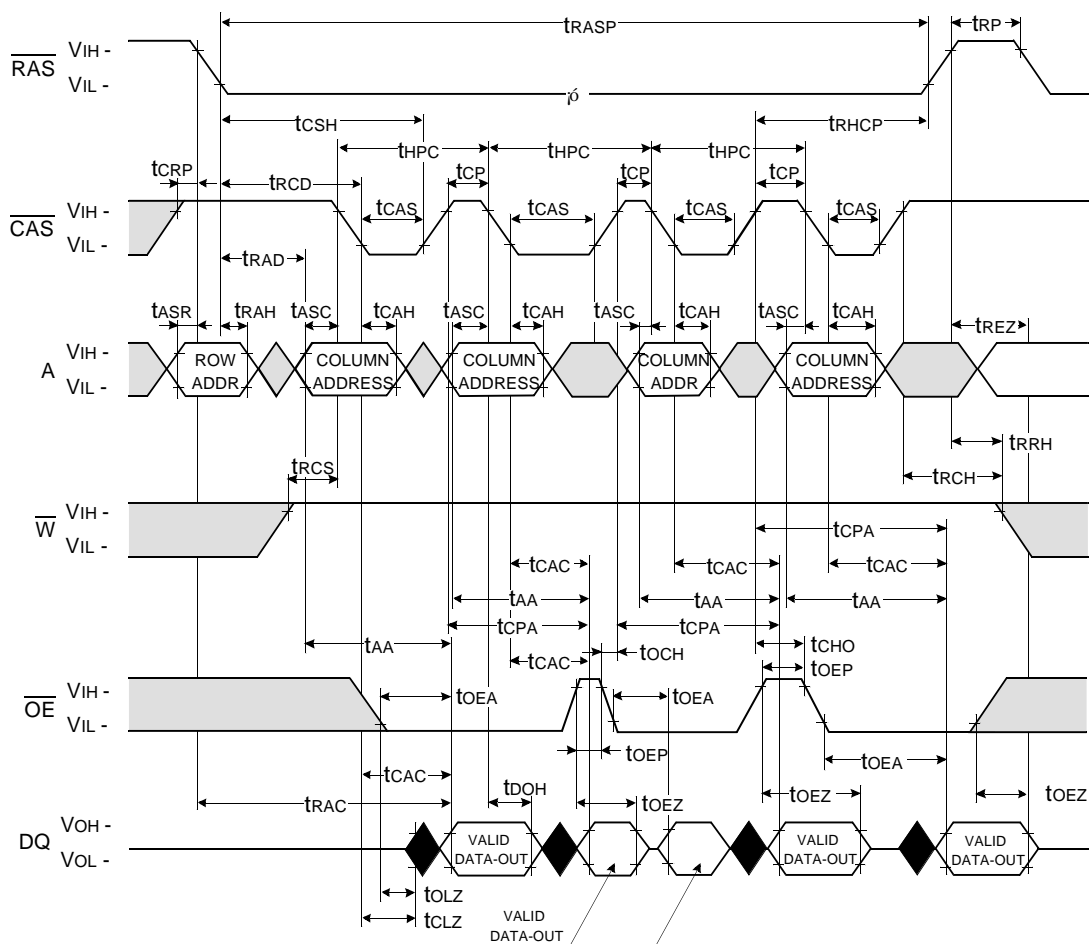 tRASP tRP
RAS VIH -
VIL -
¡ó
tCSH tRHCP
tHPC tHPC tHPC
tCRP tCP tCP tCP
tRCD
tCAS tCAS tCAS tCAS
CAS VIH -
VIL -
tRAD
tASR tRAH tASC tCAH tASC tCAH tASC tCAH tASC tCAH
tREZ
A VIH -
VIL -
ROW ADDR
COLUMN ADDRESS
COLUMN ADDRESS
COLUMN ADDR
COLUMN ADDRESS
tRRH
tRCS tRCH
W VIH -
VIL -
tCPA
tCAC tCAC tCAC
tAA tAA tAA
tCPA tCPA
tAA tCHO
tCAC tOCH tOEP
OE VIH -
VIL -
tOEA tOEA
tOEP tOEA
tCAC tDOH
tRAC tOEZ tOEZ tOEZ
DQ VOH -
VOL -
VALID DATA-OUT
VALID DATA-OUT
VALID DATA-OUT
tOLZ
tCLZ
VALID
DATA-OUT